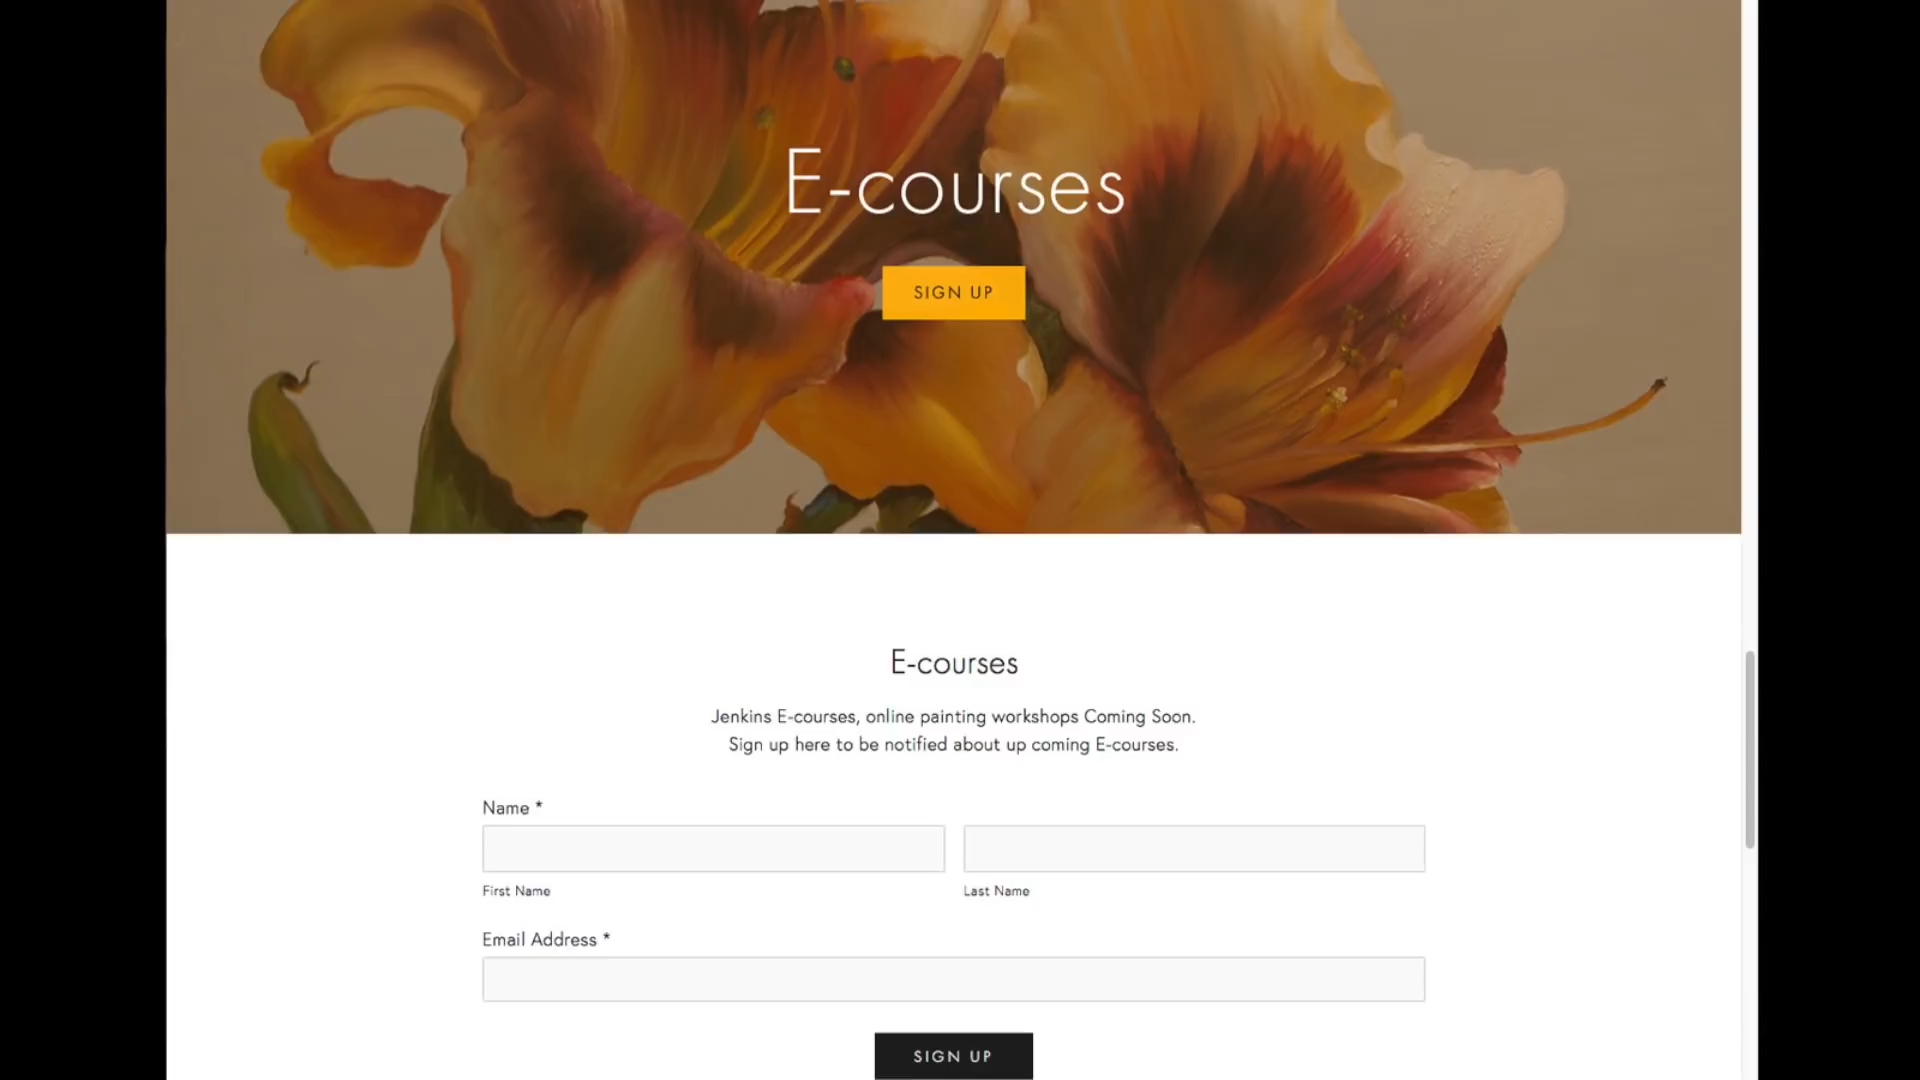 E-courses
SIGN UP
E-courses
Jenkins E-courses, online painting workshops Coming Soon.
Sign up here to be notified about up coming E-courses.
Name *
First Name
Last Name
Email Address *
SIGN UP